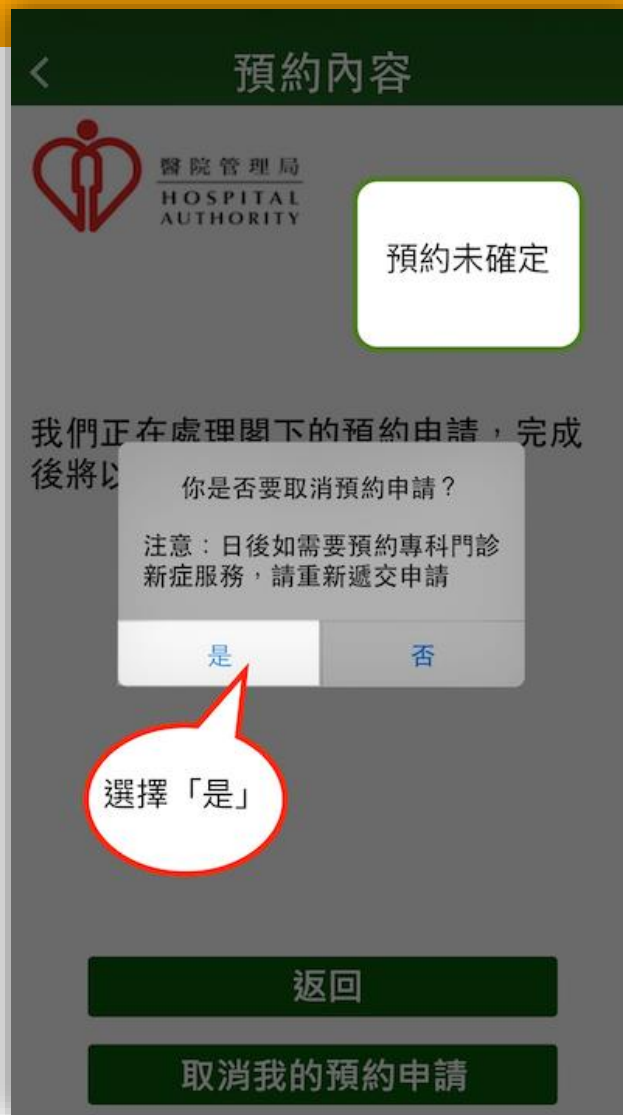 預約內容
醫院管理局
HOSPITAL
AUTHORITY
預約未確定
我們正在處理閣下的預約申請，完成
後將以
你是否要取消預約申請？
注意：日後如需要預約專科門診
新症服務，請重新遞交申請
是
否
選擇「是」
返回
取消我的預約申請